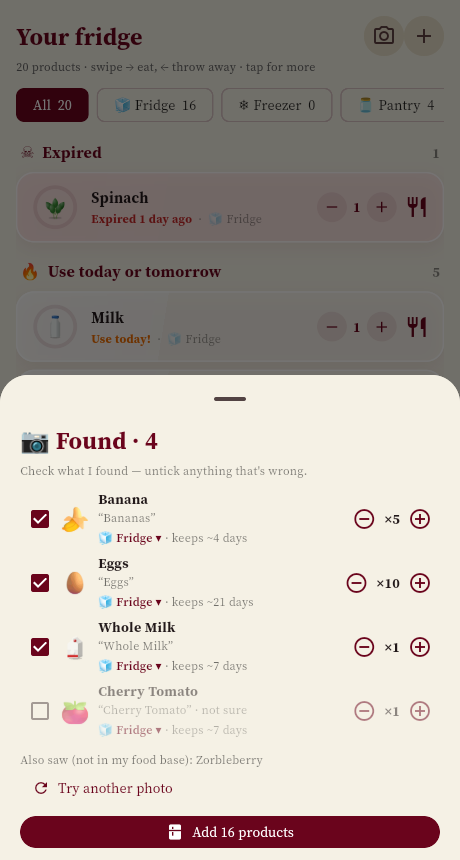 Your fridge
20 products · swipe → eat, ← throw away · tap for more
All 20
🧊 Fridge 16
❄ Freezer 0
🫙 Pantry 4
☠ Expired 1
Spinach
Expired 1 day ago · 🧊 Fridge
− 1 +
🔥 Use today or tomorrow 5
Milk
Use today! · 🧊 Fridge
− 1 +
📷 Found · 4
Check what I found — untick anything that's wrong.
Banana
“Bananas”
🧊 Fridge ▾ · keeps ~4 days
×5
Eggs
“Eggs”
🧊 Fridge ▾ · keeps ~21 days
×10
Whole Milk
“Whole Milk”
🧊 Fridge ▾ · keeps ~7 days
×1
Cherry Tomato
“Cherry Tomato” · not sure
🧊 Fridge ▾ · keeps ~7 days
×1
Also saw (not in my food base): Zorbleberry
Try another photo
Add 16 products